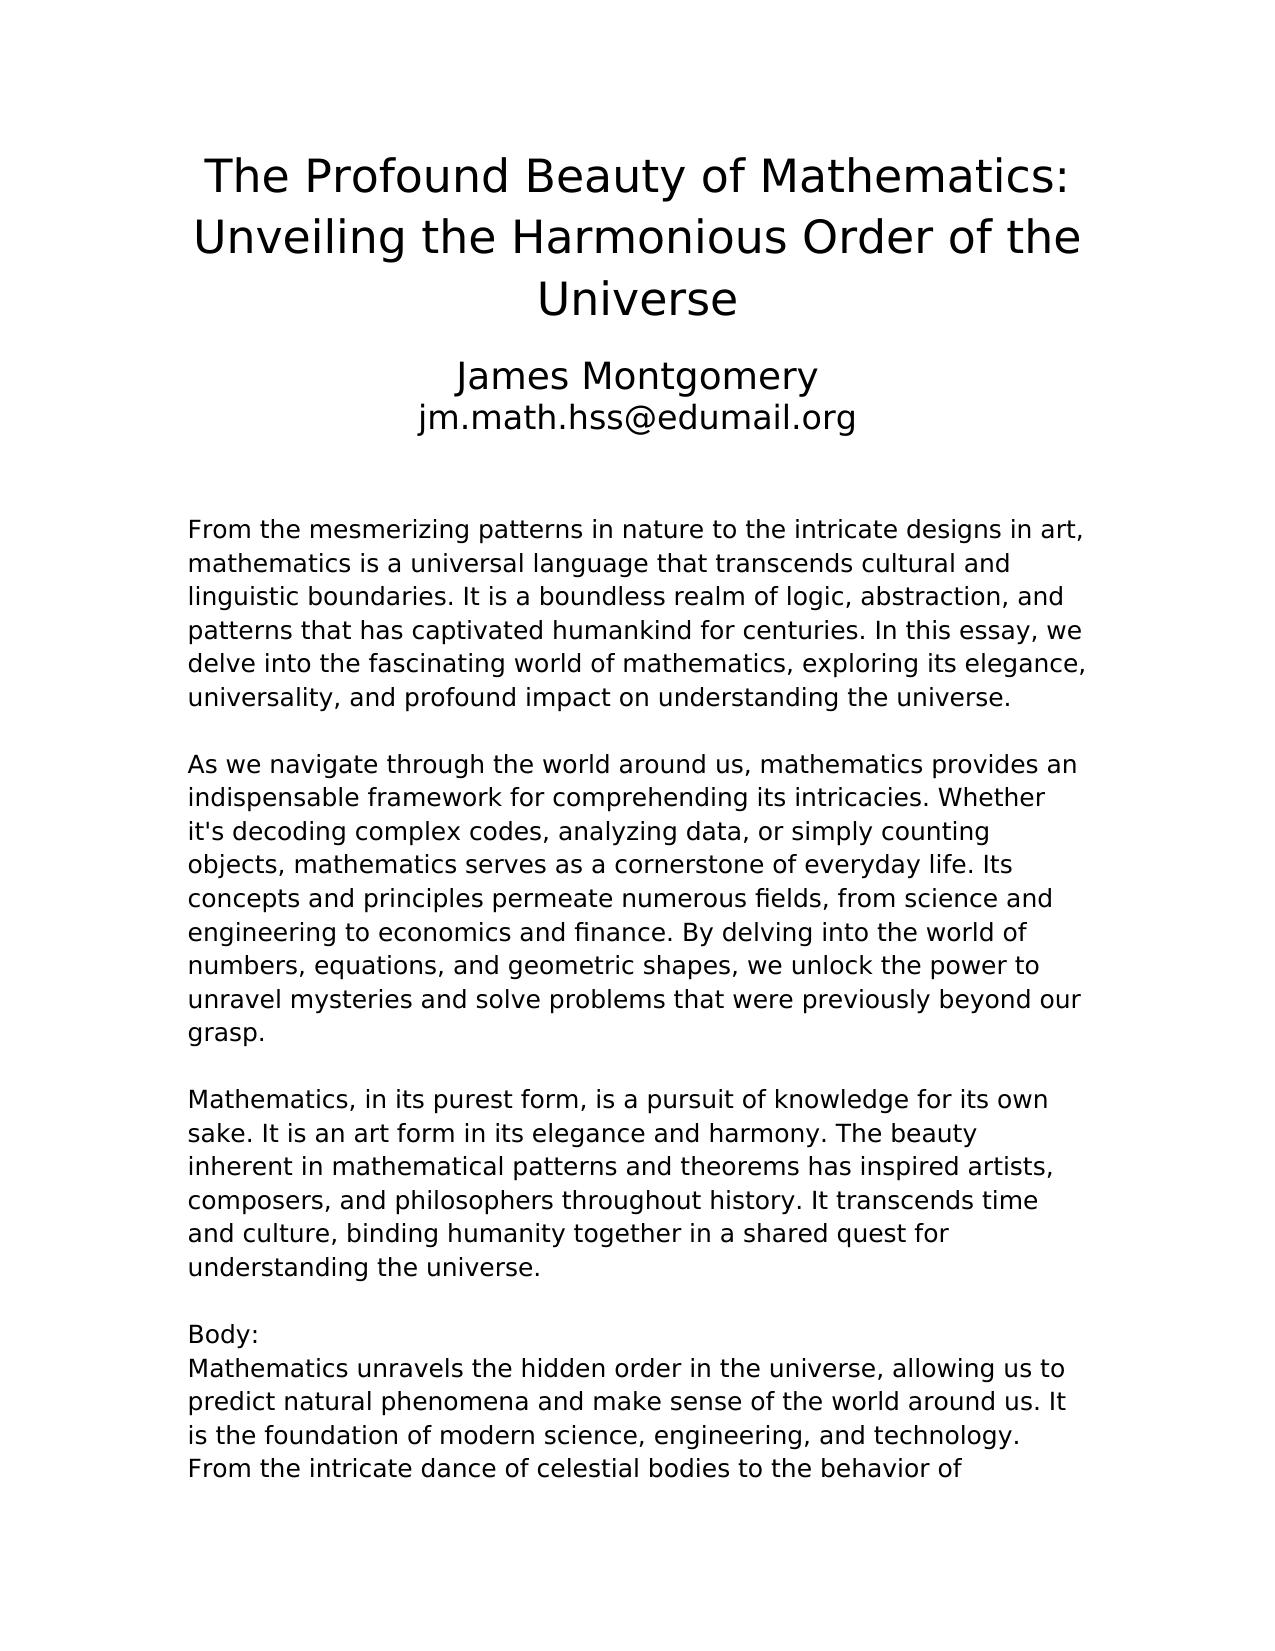 The Profound Beauty of Mathematics:
Unveiling the Harmonious Order of the
Universe
James Montgomery
jm.math.hss@edumail.org
From the mesmerizing patterns in nature to the intricate designs in art,
mathematics is a universal language that transcends cultural and
linguistic boundaries. It is a boundless realm of logic, abstraction, and
patterns that has captivated humankind for centuries. In this essay, we
delve into the fascinating world of mathematics, exploring its elegance,
universality, and profound impact on understanding the universe.
As we navigate through the world around us, mathematics provides an
indispensable framework for comprehending its intricacies. Whether
it's decoding complex codes, analyzing data, or simply counting
objects, mathematics serves as a cornerstone of everyday life. Its
concepts and principles permeate numerous fields, from science and
engineering to economics and finance. By delving into the world of
numbers, equations, and geometric shapes, we unlock the power to
unravel mysteries and solve problems that were previously beyond our
grasp.
Mathematics, in its purest form, is a pursuit of knowledge for its own
sake. It is an art form in its elegance and harmony. The beauty
inherent in mathematical patterns and theorems has inspired artists,
composers, and philosophers throughout history. It transcends time
and culture, binding humanity together in a shared quest for
understanding the universe.
Body:
Mathematics unravels the hidden order in the universe, allowing us to
predict natural phenomena and make sense of the world around us. It
is the foundation of modern science, engineering, and technology.
From the intricate dance of celestial bodies to the behavior of